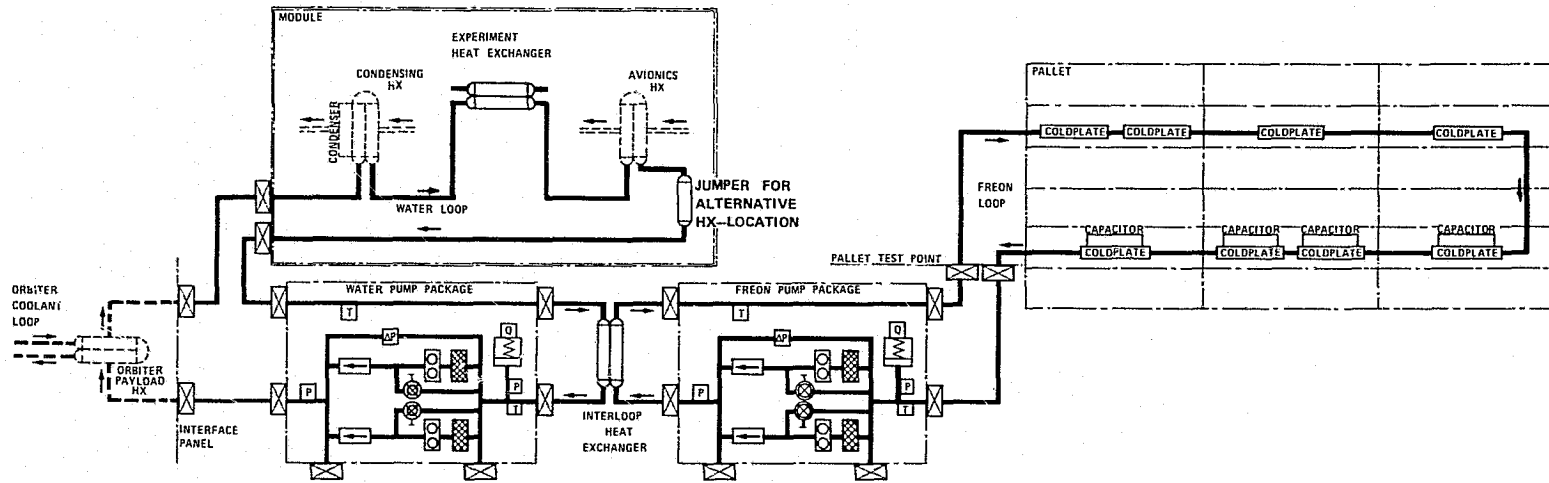 MODULE
EXPERIMENT
HEAT EXCHANGER
CONDENSING
HX
AVIONICS
HX
CONDENSER
WATER LOOP
JUMPER FOR
ALTERNATIVE
HX-LOCATION
PALLET
COLDPLATE COLDPLATE COLDPLATE COLDPLATE
FREON
LOOP
CAPACITOR CAPACITOR CAPACITOR CAPACITOR
COLDPLATE COLDPLATE COLDPLATE COLDPLATE
PALLET TEST POINT
ORBITER
COOLANT
LOOP
ORBITER
PAYLOAD
HX
INTERFACE
PANEL
WATER PUMP PACKAGE
T
ΔP
Q
P
P
T
INTERLOOP
HEAT
EXCHANGER
FREON PUMP PACKAGE
T
ΔP
Q
P
P
T